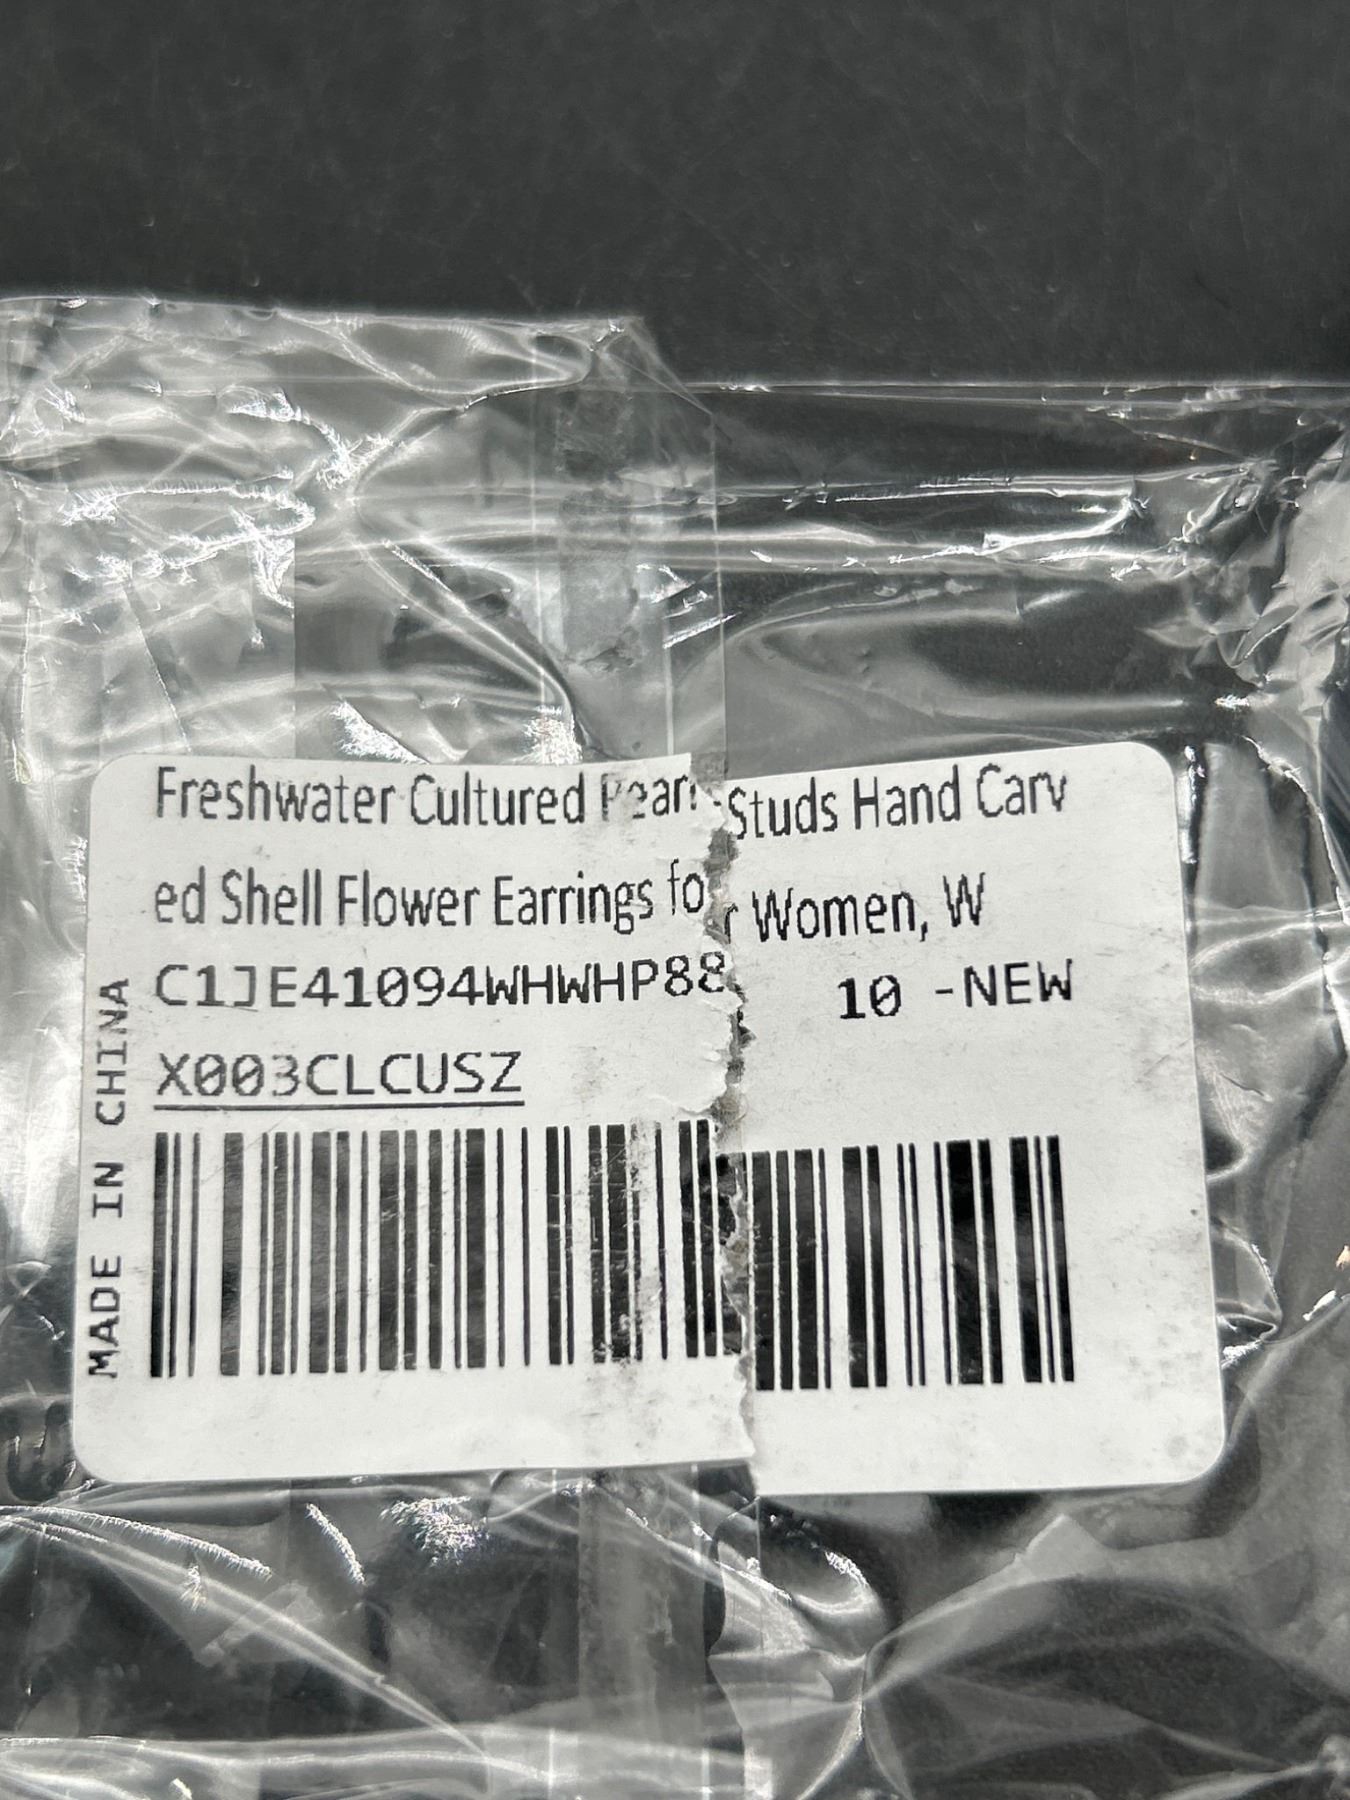 Freshwater Cultured Pearl Studs Hand Carv
ed Shell Flower Earrings for Women, W
C1JE41094WHWHP88 10 -NEW
X003CLCUSZ
MADE IN CHINA